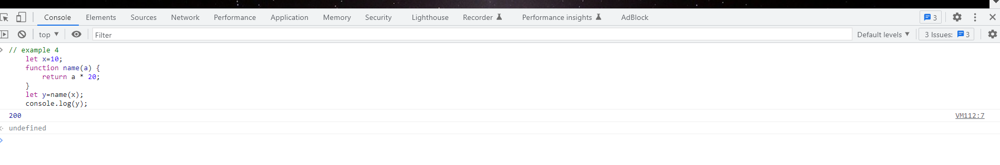 Console Elements Sources Network Performance Application Memory Security Lighthouse Recorder Performance insights AdBlock 3
top Filter Default levels 3 Issues: 3
// example 4
let x=10;
function name(a) {
return a * 20;
}
let y=name(x);
console.log(y);
200 VM112:7
undefined